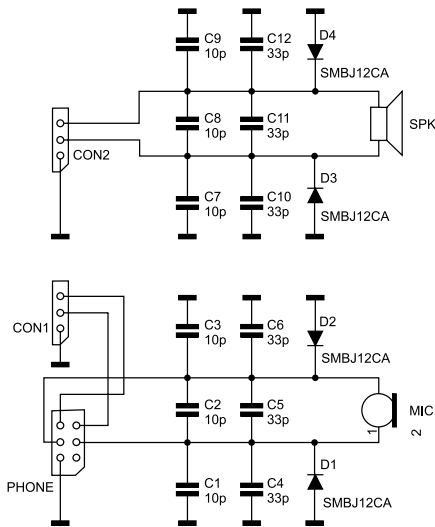 C9
10p
C12
33p
D4
SMBJ12CA
C8
10p
C11
33p
SPK
CON2
C7
10p
C10
33p
D3
SMBJ12CA
CON1
C3
10p
C6
33p
D2
SMBJ12CA
C2
10p
C5
33p
MIC
1
2
PHONE
C1
10p
C4
33p
D1
SMBJ12CA